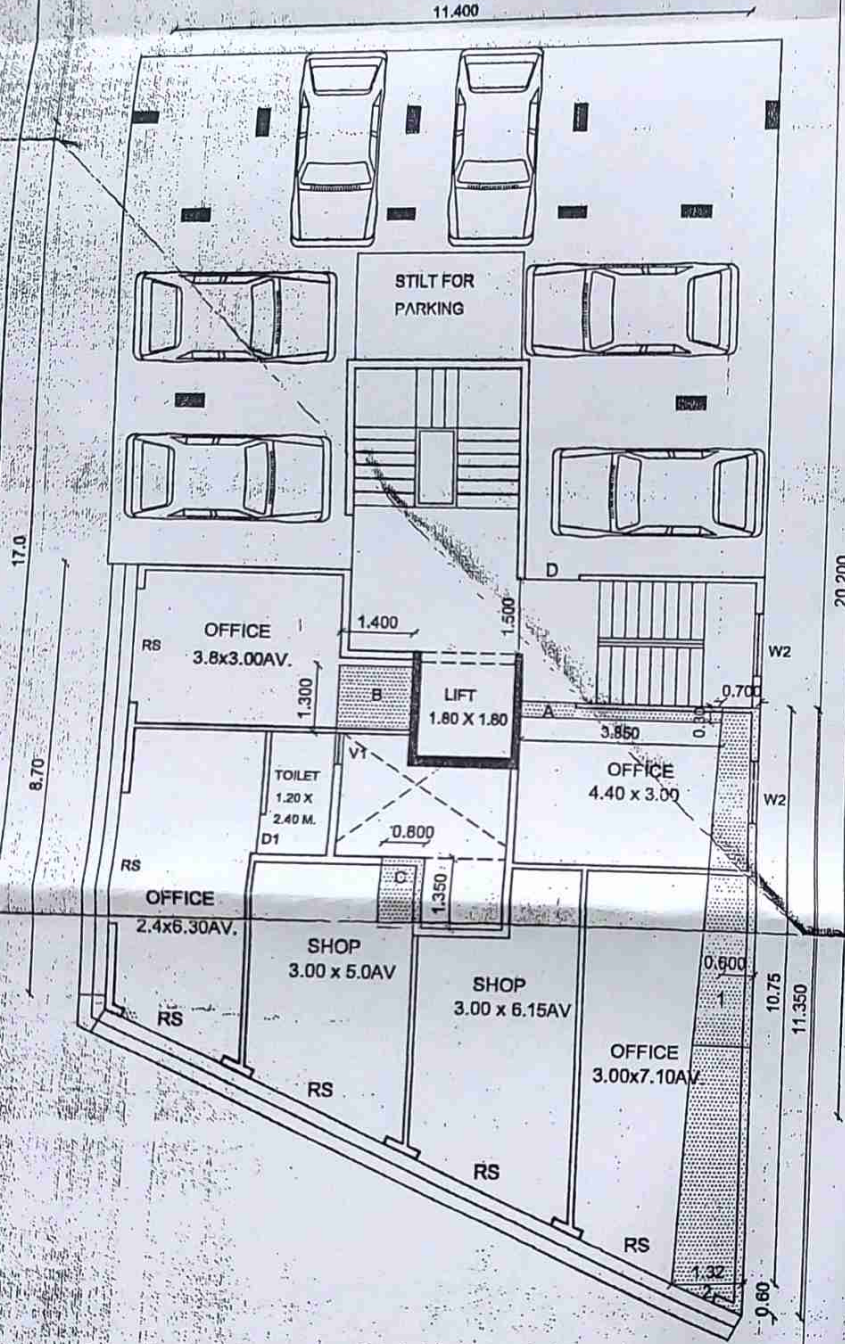 11.400
STILT FOR
PARKING
17.0
20.200
D
OFFICE
3.8x3.00AV.
RS
1.400
1.500
W2
B
LIFT
1.80 X 1.80
1.300
A
0.700
0.30
3.850
V1
TOILET
1.20 X
2.40 M.
D1
OFFICE
4.40 x 3.00
W2
8.70
0.800
C
1.350
RS
OFFICE
2.4x6.30AV.
SHOP
3.00 x 5.0AV
SHOP
3.00 x 6.15AV
0.600
1
10.75
11.350
OFFICE
3.00x7.10AV.
RS
RS
RS
RS
1.32
2
0.60